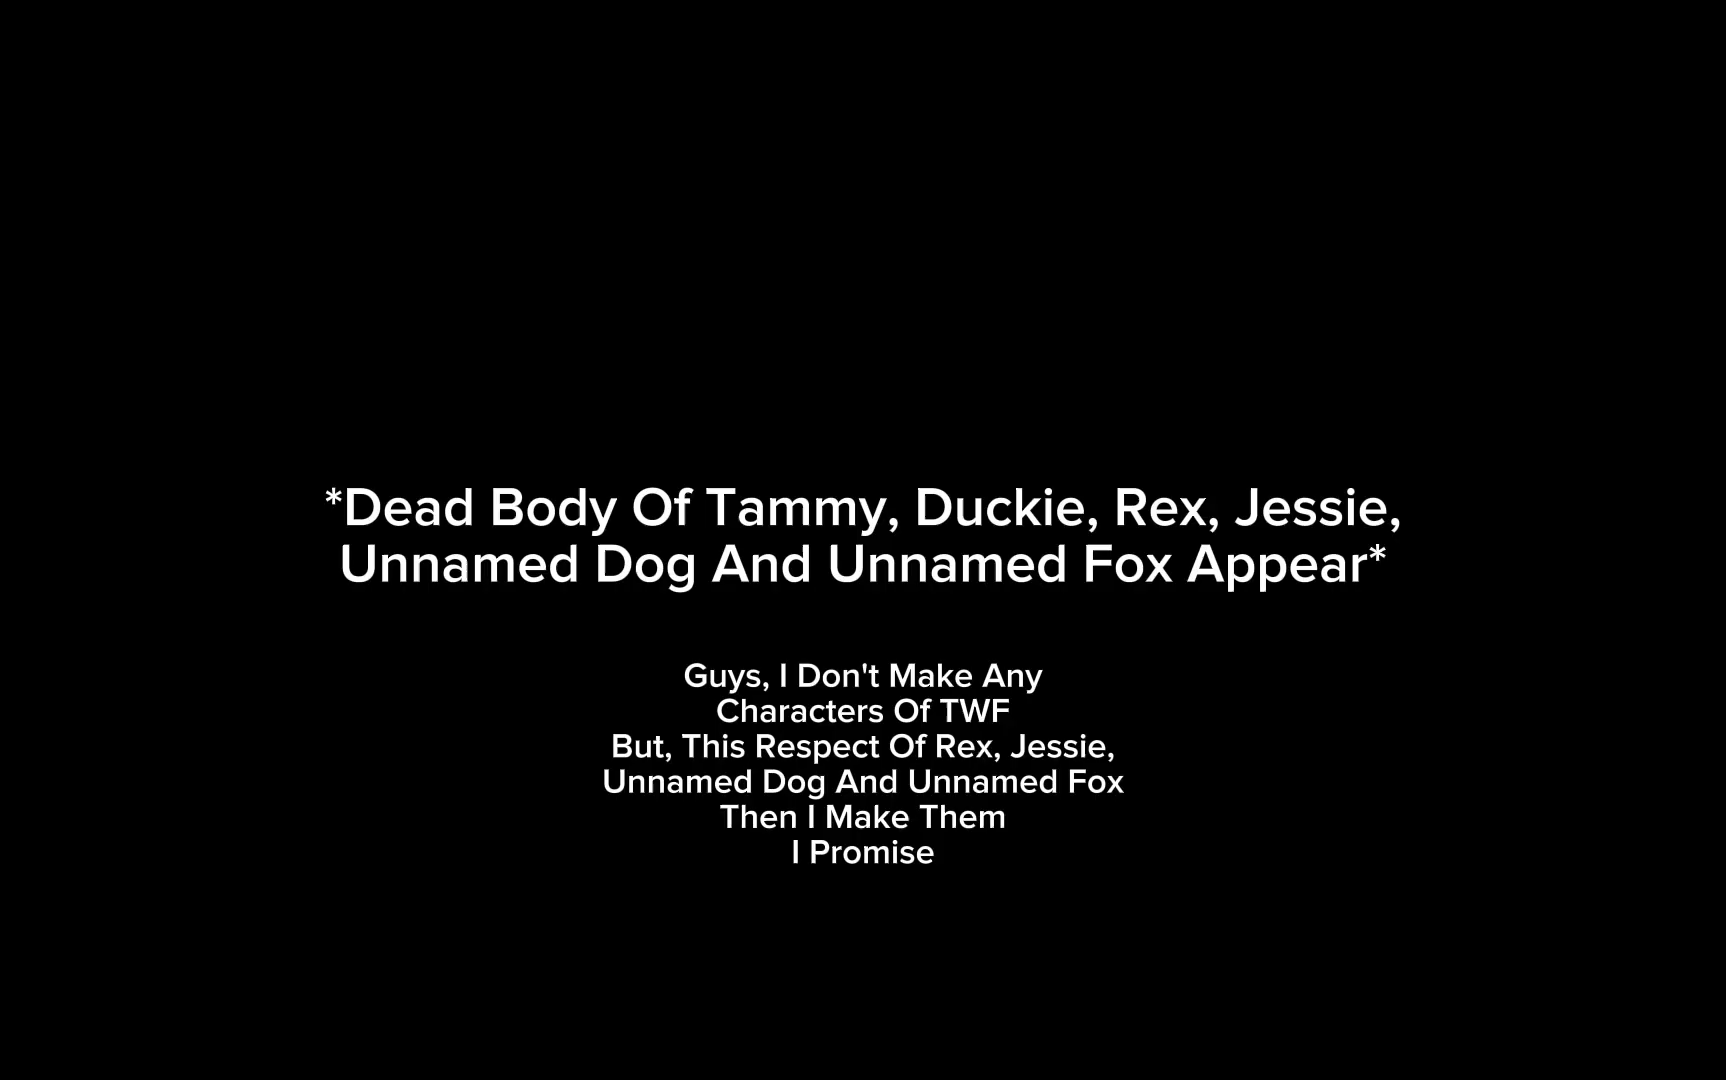 *Dead Body Of Tammy, Duckie, Rex, Jessie,
Unnamed Dog And Unnamed Fox Appear*
Guys, I Don't Make Any
Characters Of TWF
But, This Respect Of Rex, Jessie,
Unnamed Dog And Unnamed Fox
Then I Make Them
I Promise